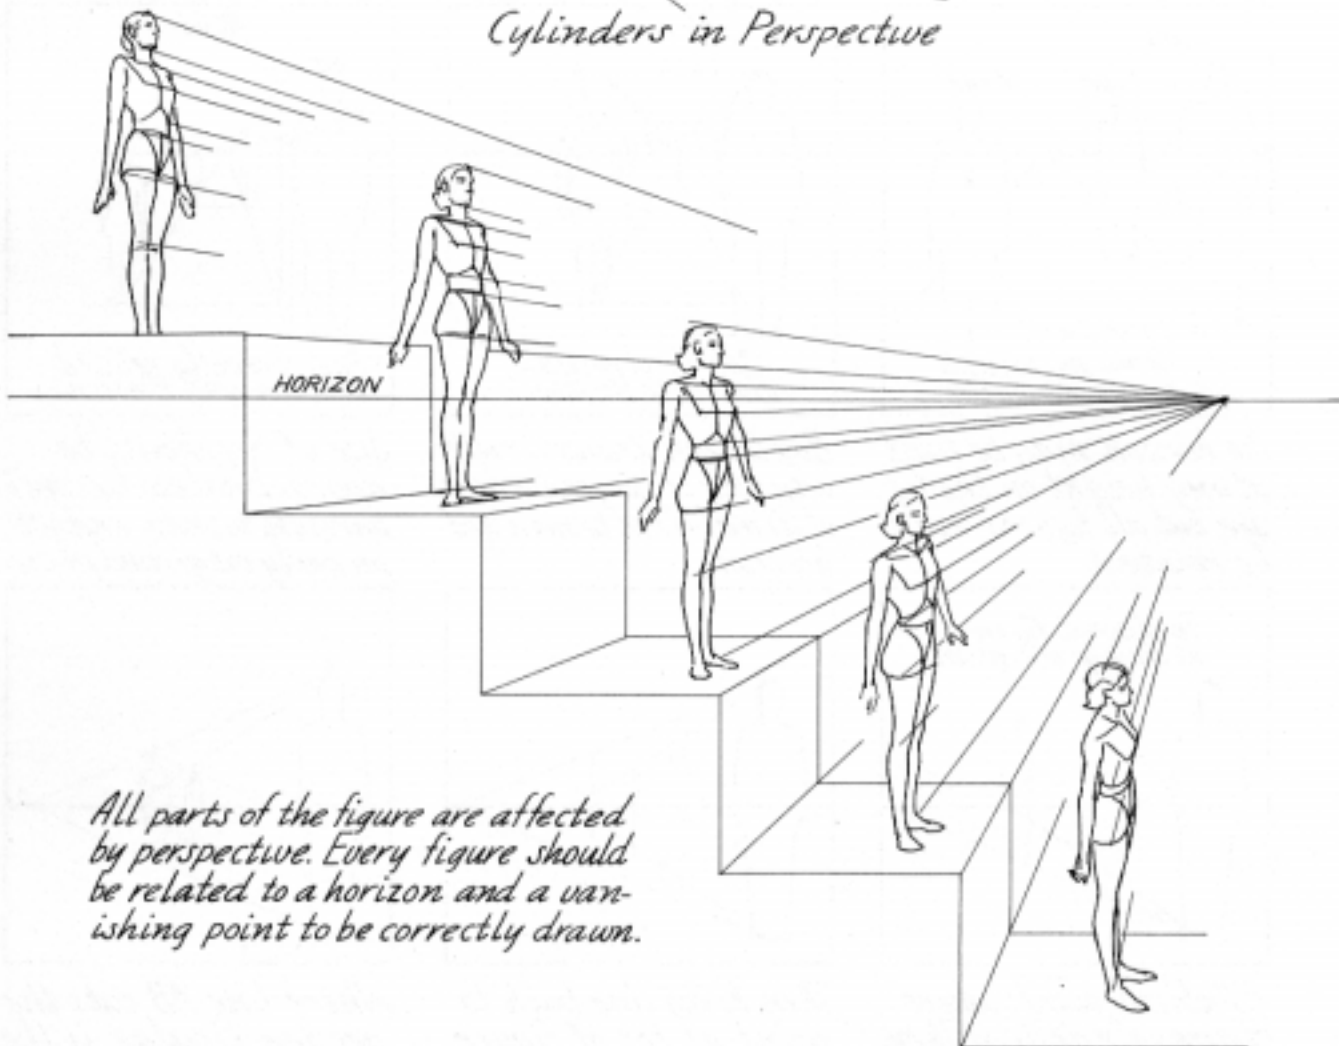 Cylinders in Perspective
HORIZON
All parts of the figure are affected
by perspective. Every figure should
be related to a horizon and a van-
ishing point to be correctly drawn.